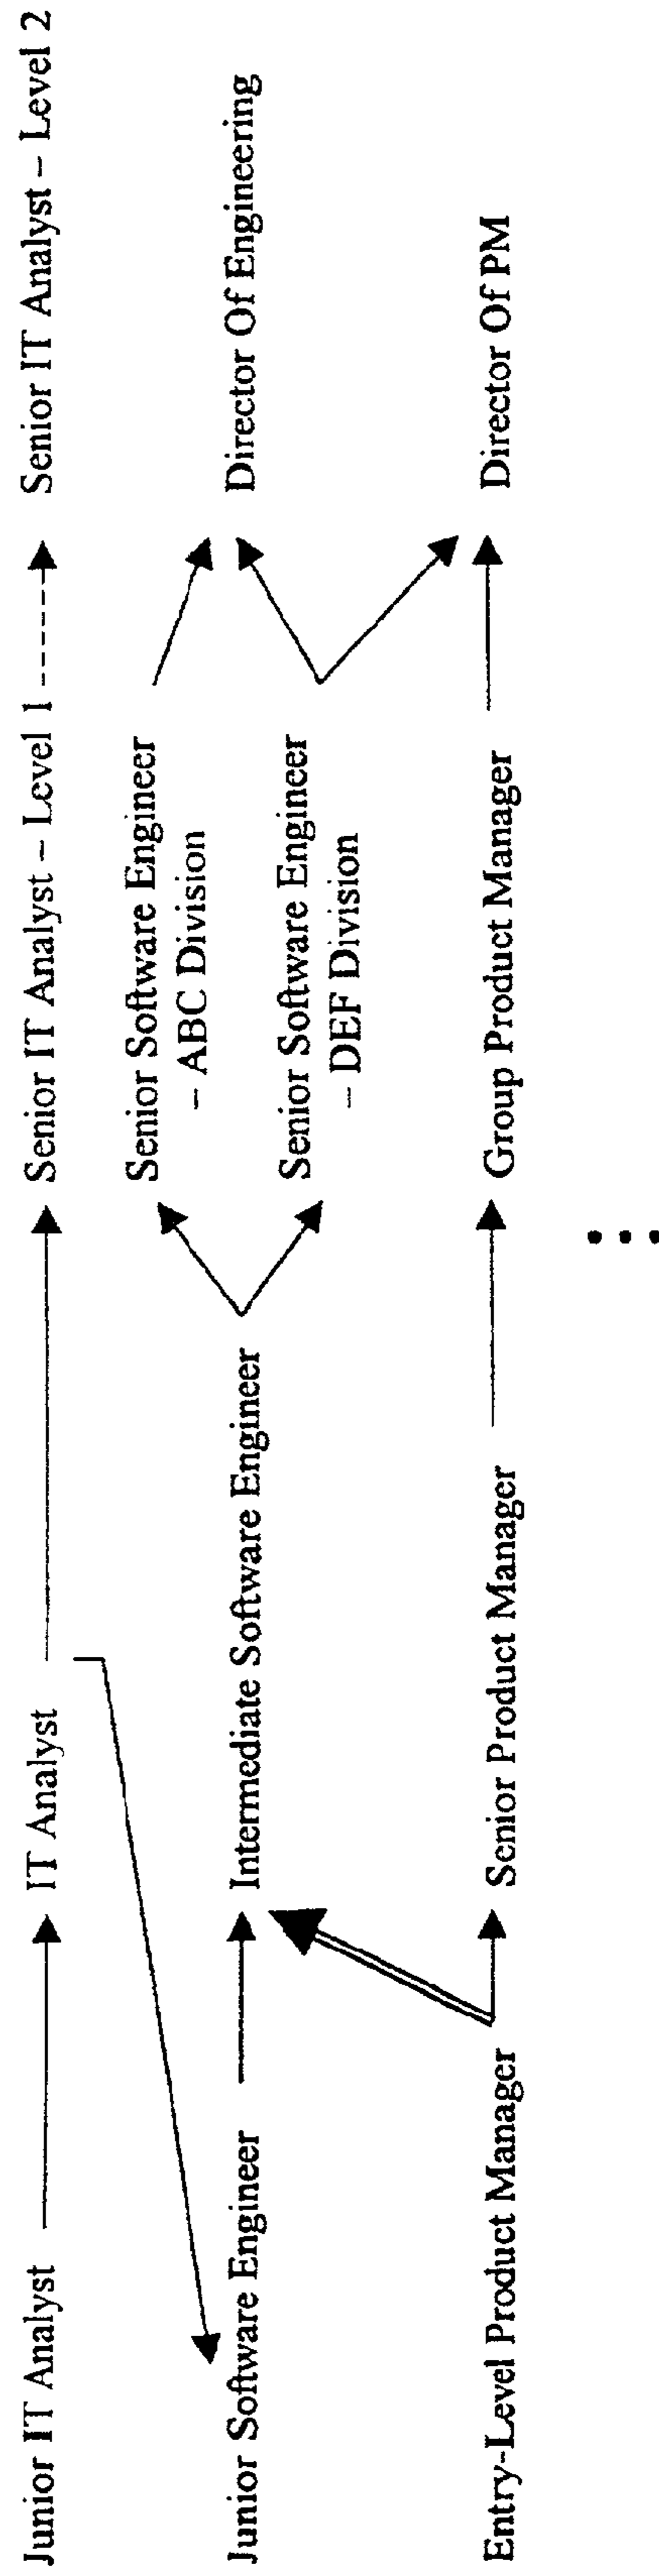 Junior IT Analyst
IT Analyst
Senior IT Analyst – Level 1
Senior IT Analyst – Level 2
Junior Software Engineer
Intermediate Software Engineer
Senior Software Engineer
– ABC Division
Senior Software Engineer
– DEF Division
Director Of Engineering
Entry-Level Product Manager
Senior Product Manager
Group Product Manager
Director Of PM